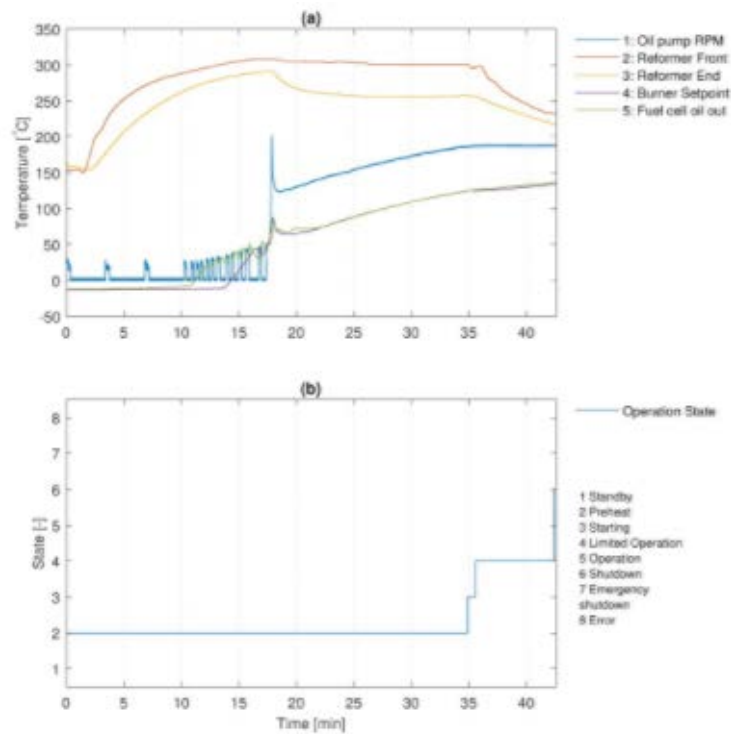 (a)
350
300
250
200
150
100
50
0
-50
Temperature [°C]
0 5 10 15 20 25 30 35 40
1: Oil pump RPM
2: Reformer Front
3: Reformer End
4: Burner Setpoint
5: Fuel cell oil out
(b)
8
7
6
5
4
3
2
1
State [-]
0 5 10 15 20 25 30 35 40
Time [min]
Operation State
1 Standby
2 Preheat
3 Starting
4 Limited Operation
5 Operation
6 Shutdown
7 Emergency
shutdown
8 Error